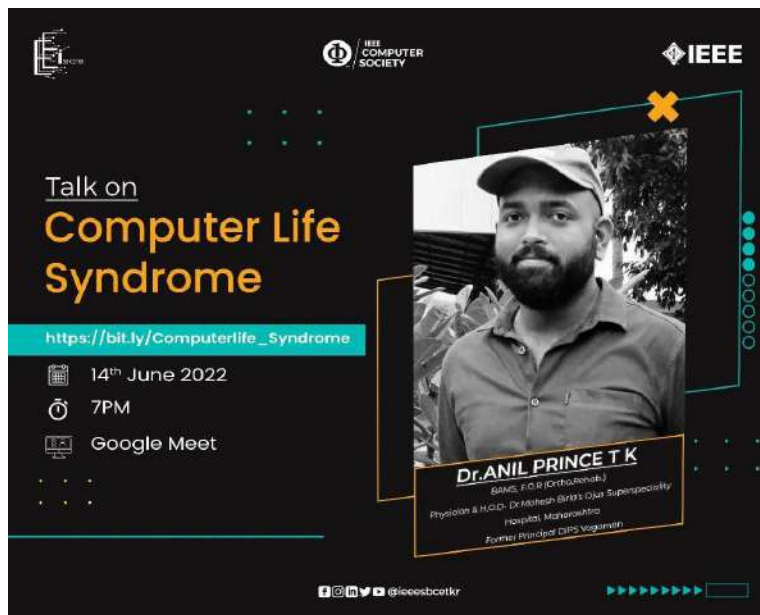 IEEE
COMPUTER
SOCIETY
IEEE
Talk on
Computer Life
Syndrome
https://bit.ly/Computerlife_Syndrome
14th June 2022
7PM
Google Meet
Dr.ANIL PRINCE T K
BAMS, F.O.R (Ortho,Rehab.)
Physician & H.O.D- Dr.Mahesh Birla's Ojus Superspeciality
Hospital, Maharashtra
Former Principal DIPS Vagamon
@ieeesbcetkr